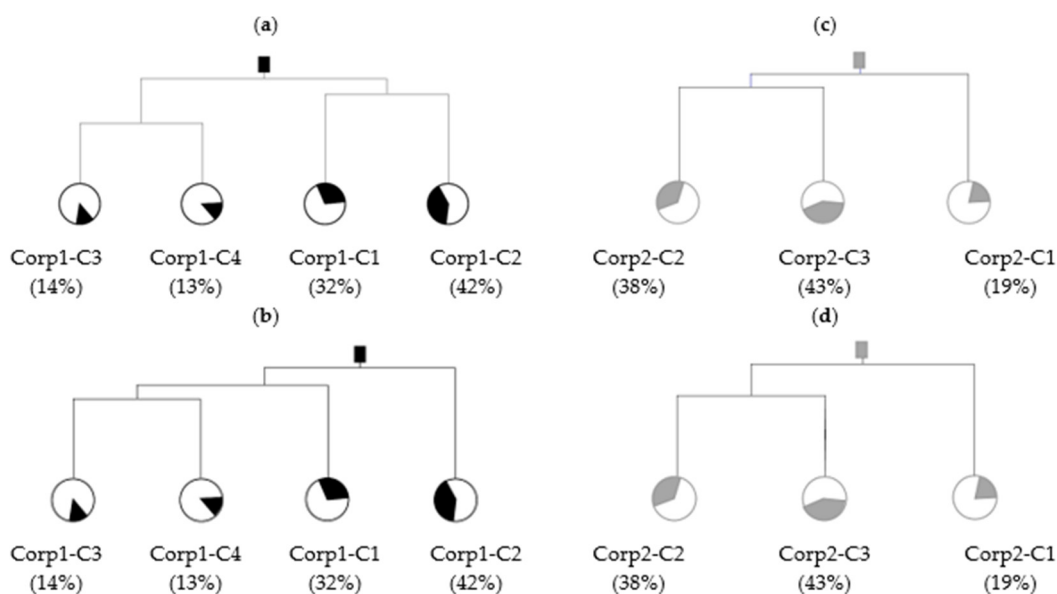 (a)
Corp1-C3 Corp1-C4 Corp1-C1 Corp1-C2
(14%) (13%) (32%) (42%)
(c)
Corp2-C2 Corp2-C3 Corp2-C1
(38%) (43%) (19%)
(b)
Corp1-C3 Corp1-C4 Corp1-C1 Corp1-C2
(14%) (13%) (32%) (42%)
(d)
Corp2-C2 Corp2-C3 Corp2-C1
(38%) (43%) (19%)